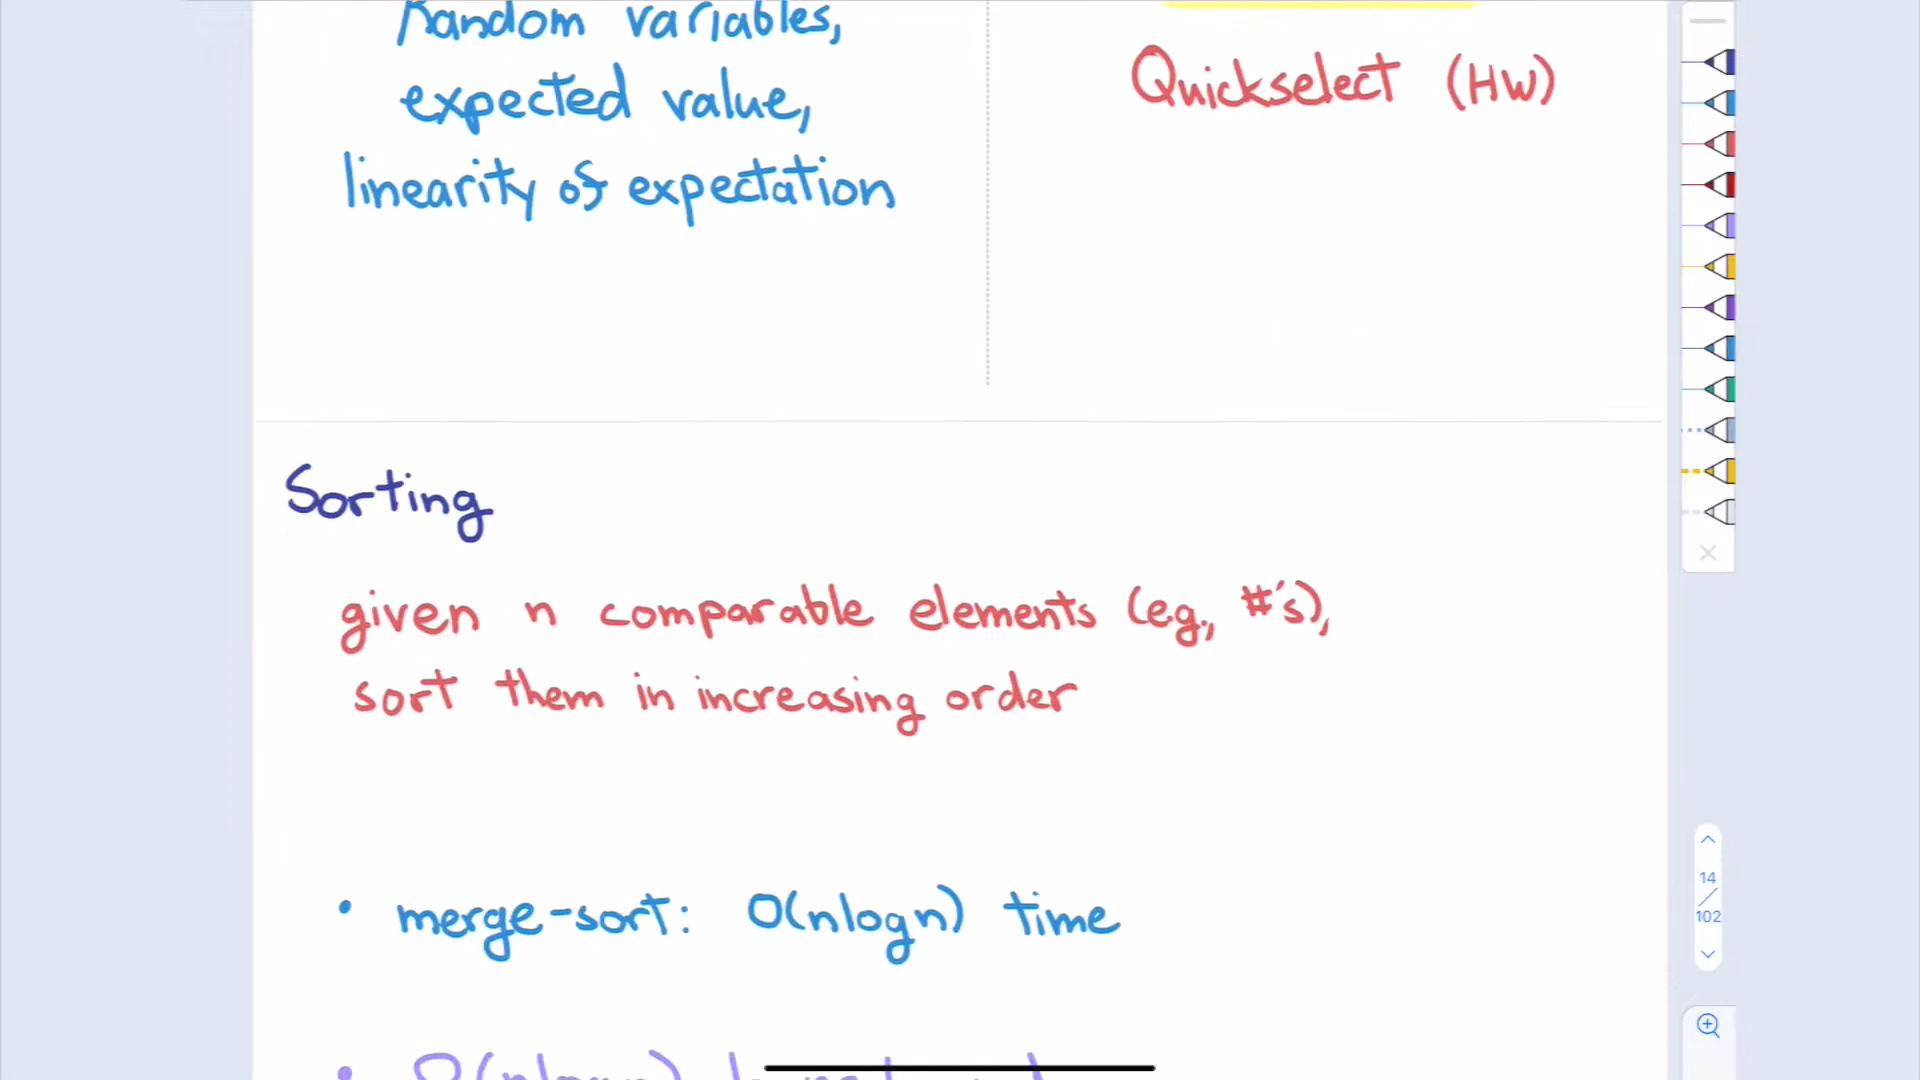 Random variables,
expected value,
linearity of expectation
Quickselect (HW)
Sorting
given n comparable elements (e.g., #'s),
sort them in increasing order
• merge-sort: O(nlogn) time
14
/
102